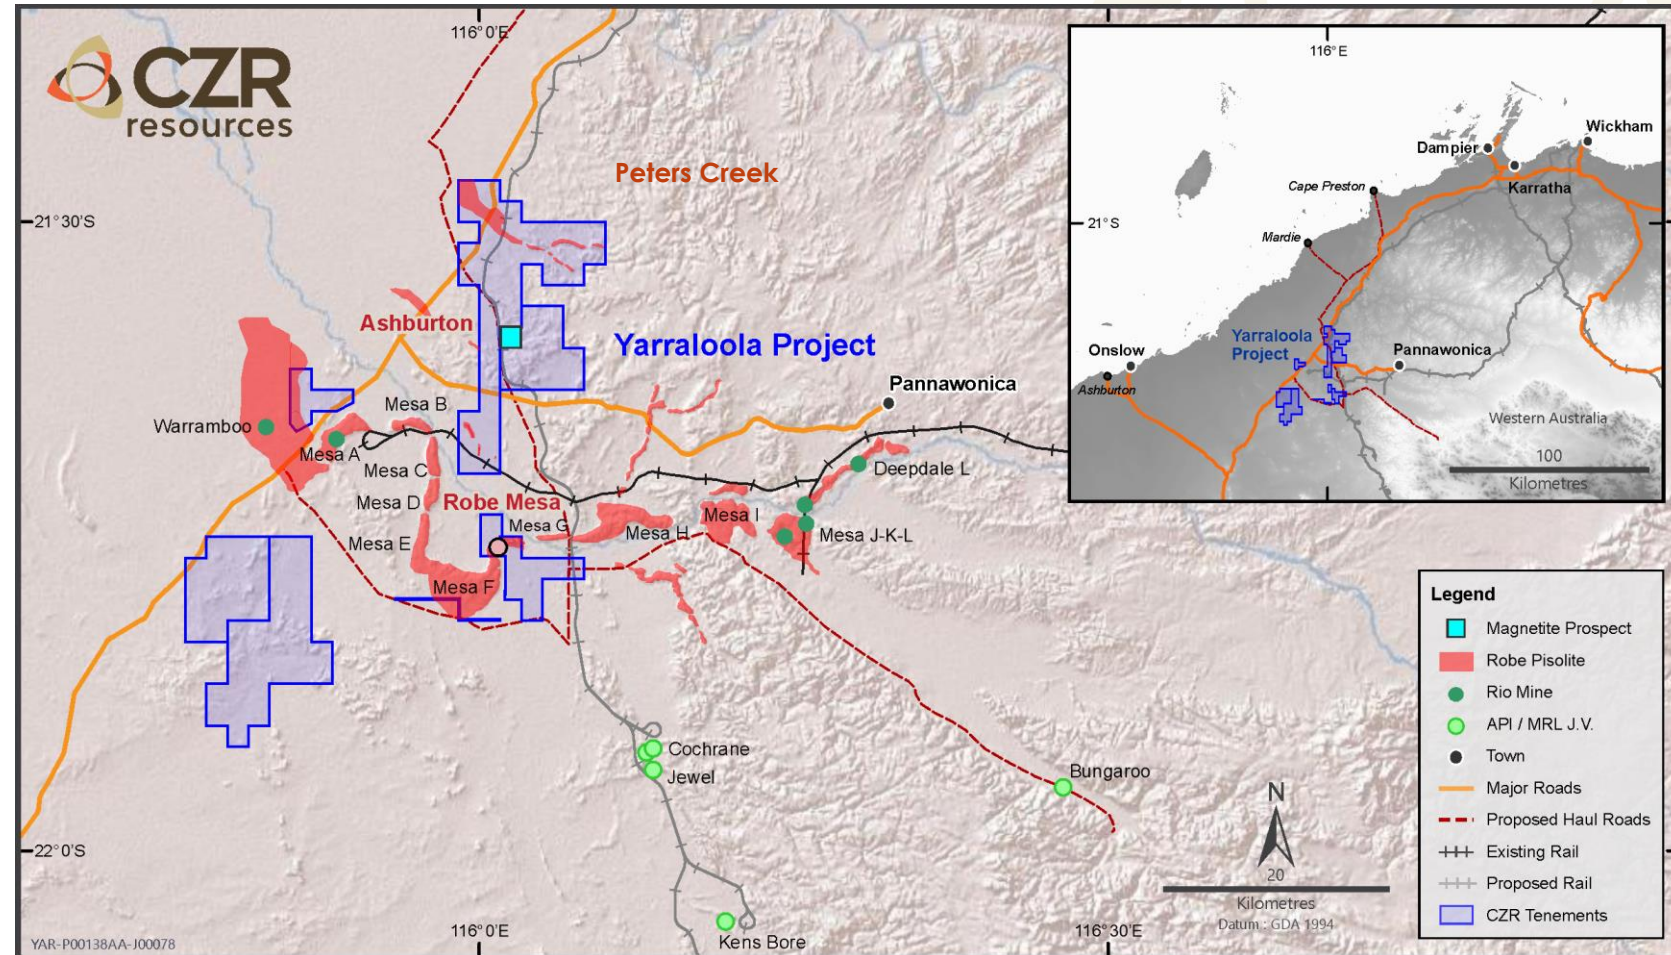 CZR
resources
116°0'E
21°30'S
Peters Creek
Ashburton
Yarraloola Project
Pannawonica
Warramboo
Mesa A
Mesa B
Mesa C
Mesa D
Robe Mesa
Mesa E
Mesa F
Mesa G
Mesa H
Mesa I
Mesa J-K-L
Deepdale L
Cochrane
Jewel
Bungaroo
Kens Bore
22°0'S
116°0'E
116°30'E
YAR-P00138AA-J00078
N
20
Kilometres
Datum : GDA 1994
116°E
21°S
Wickham
Dampier
Karratha
Cape Preston
Mardie
Yarraloola
Project
Onslow
Ashburton
Pannawonica
Western Australia
100
Kilometres
Legend
Magnetite Prospect
Robe Pisolite
Rio Mine
API / MRL J.V.
Town
Major Roads
Proposed Haul Roads
Existing Rail
Proposed Rail
CZR Tenements